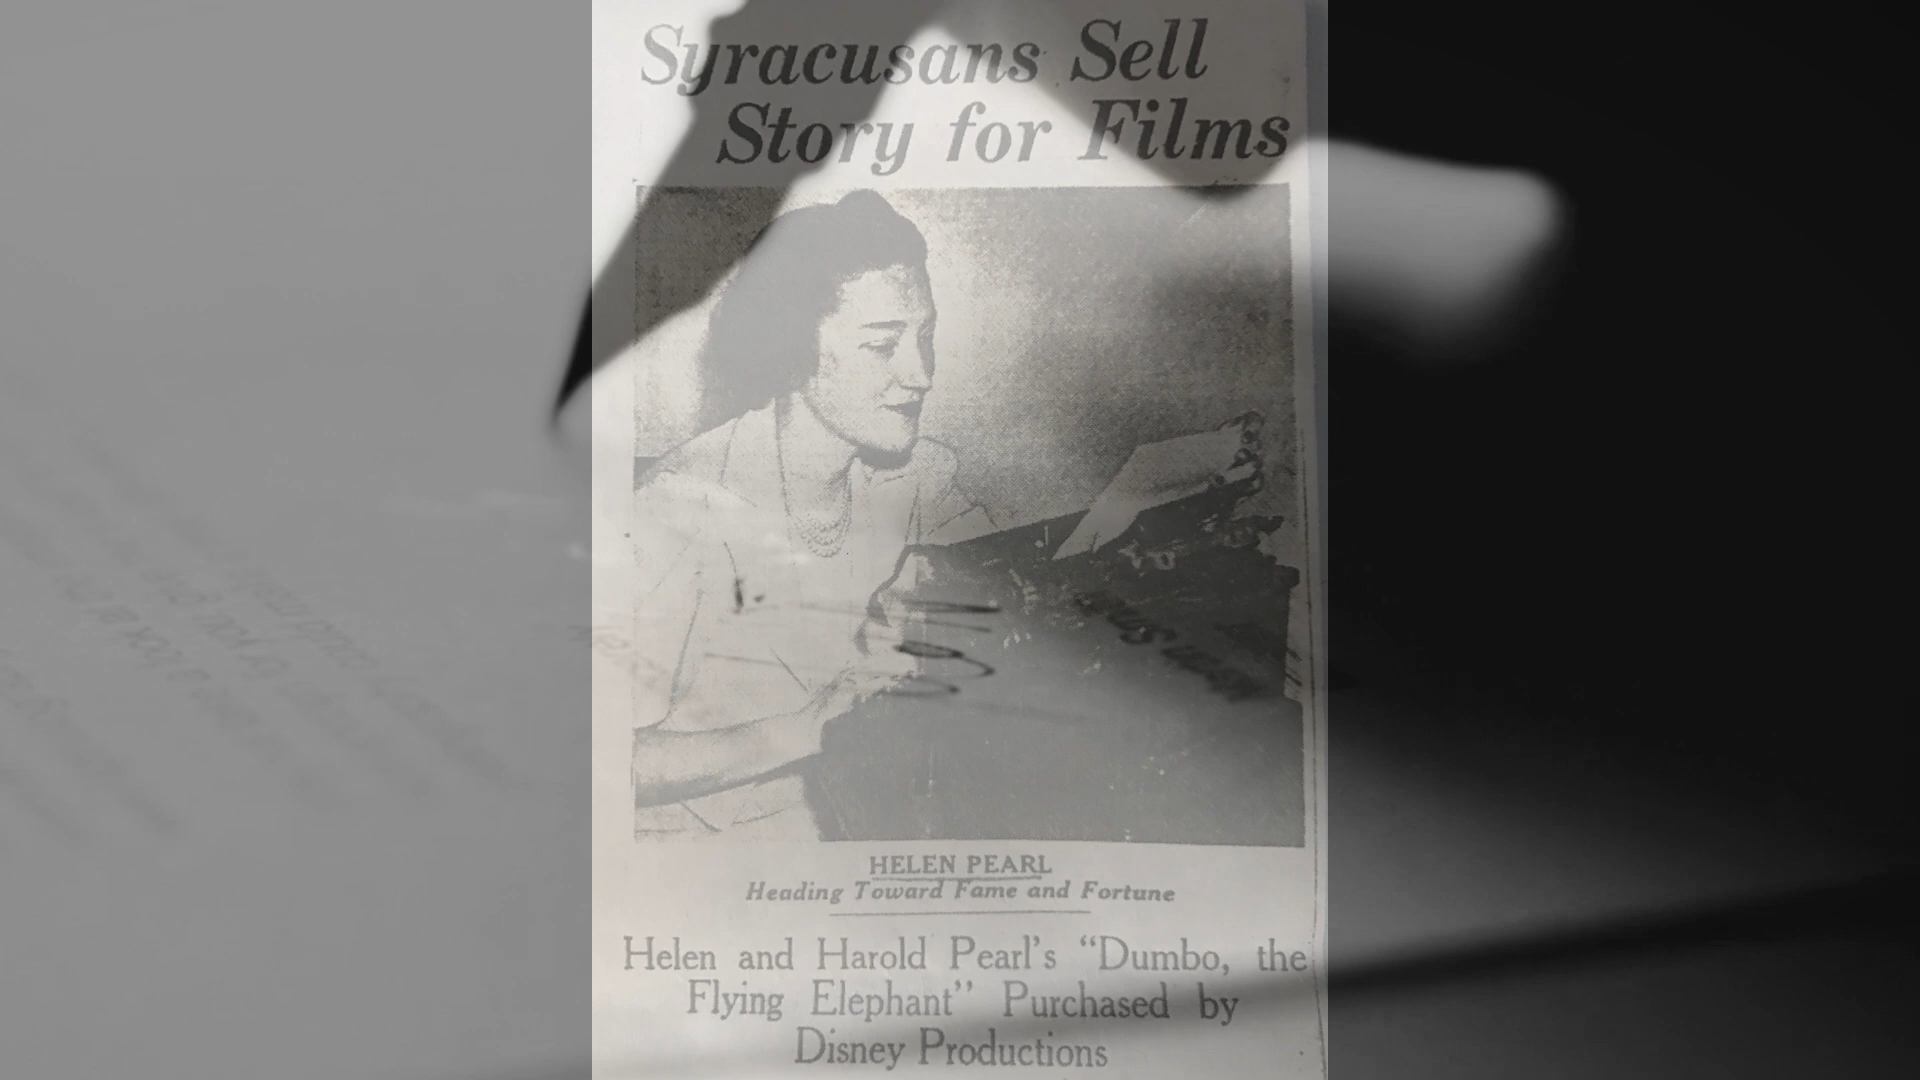 Syracusans Sell
Story for Films
HELEN PEARL
Heading Toward Fame and Fortune
Helen and Harold Pearl's "Dumbo, the
Flying Elephant" Purchased by
Disney Productions